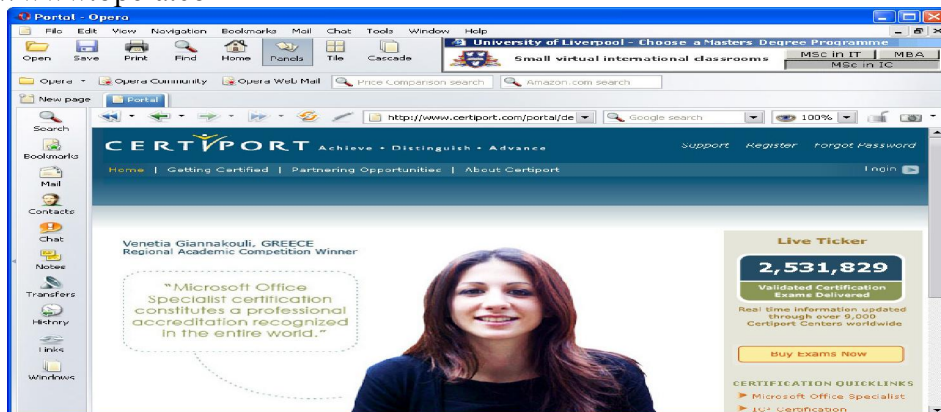 Portal - Opera
File Edit View Navigation Bookmarks Mail Chat Tools Window Help
Open Save Print Find Home Panels Tile Cascade
University of Liverpool - Choose a Masters Degree Programme
Small virtual international classrooms
MSc in IT MBA
MSc in IC
Opera Opera Community Opera Web Mail Price Comparison search Amazon.com search
New page Portal
http://www.certiport.com/portal/de Google search 100%
Search
Bookmarks
Mail
Contacts
Chat
Notes
Transfers
History
Links
Windows
CERTIPORT Achieve • Distinguish • Advance
Support Register Forgot Password
Home | Getting Certified | Partnering Opportunities | About Certiport
Login
Venetia Giannakouli, GREECE
Regional Academic Competition Winner
"Microsoft Office
Specialist certification
constitutes a professional
accreditation recognized
in the entire world."
Live Ticker
2,531,829
Validated Certification
Exams Delivered
Real time information updated
through over 9,000
Certiport Centers worldwide
Buy Exams Now
CERTIFICATION QUICKLINKS
Microsoft Office Specialist
IC³ Certification